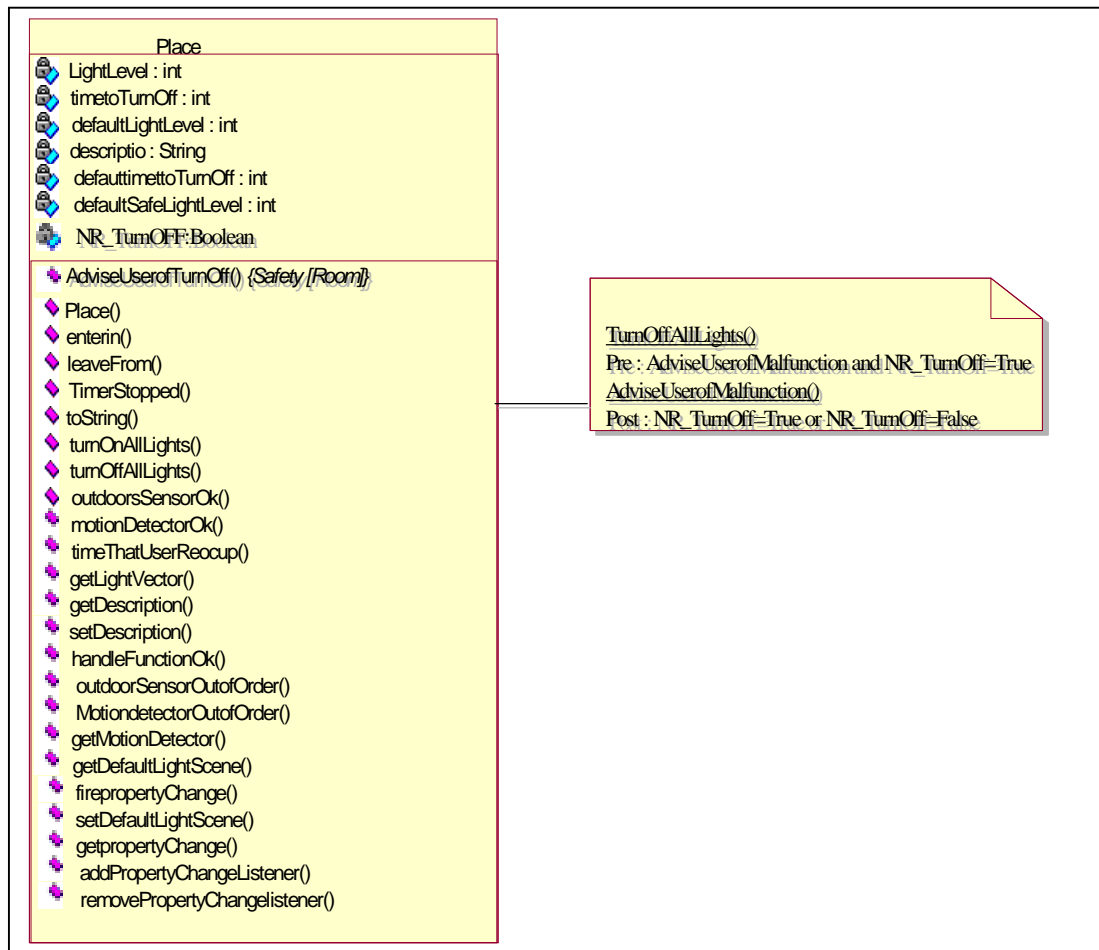 Place
LightLevel : int
timetoTurnOff : int
defaultLightLevel : int
descriptio : String
defauttimettoTurnOff : int
defaultSafeLightLevel : int
NR_TurnOFF:Boolean
AdviseUserofTurnOff() {Safety [Room]}
Place()
enterin()
leaveFrom()
TimerStopped()
toString()
turnOnAllLights()
turnOffAllLights()
outdoorsSensorOk()
motionDetectorOk()
timeThatUserReocup()
getLightVector()
getDescription()
setDescription()
handleFunctionOk()
outdoorSensorOutofOrder()
MotiondetectorOutofOrder()
getMotionDetector()
getDefaultLightScene()
firepropertyChange()
setDefaultLightScene()
getpropertyChange()
addPropertyChangeListener()
removePropertyChangelistener()
TurnOffAllLights()
Pre : AdviseUserofMalfunction and NR_TurnOff=True
AdviseUserofMalfunction()
Post : NR_TurnOff=True or NR_TurnOff=False